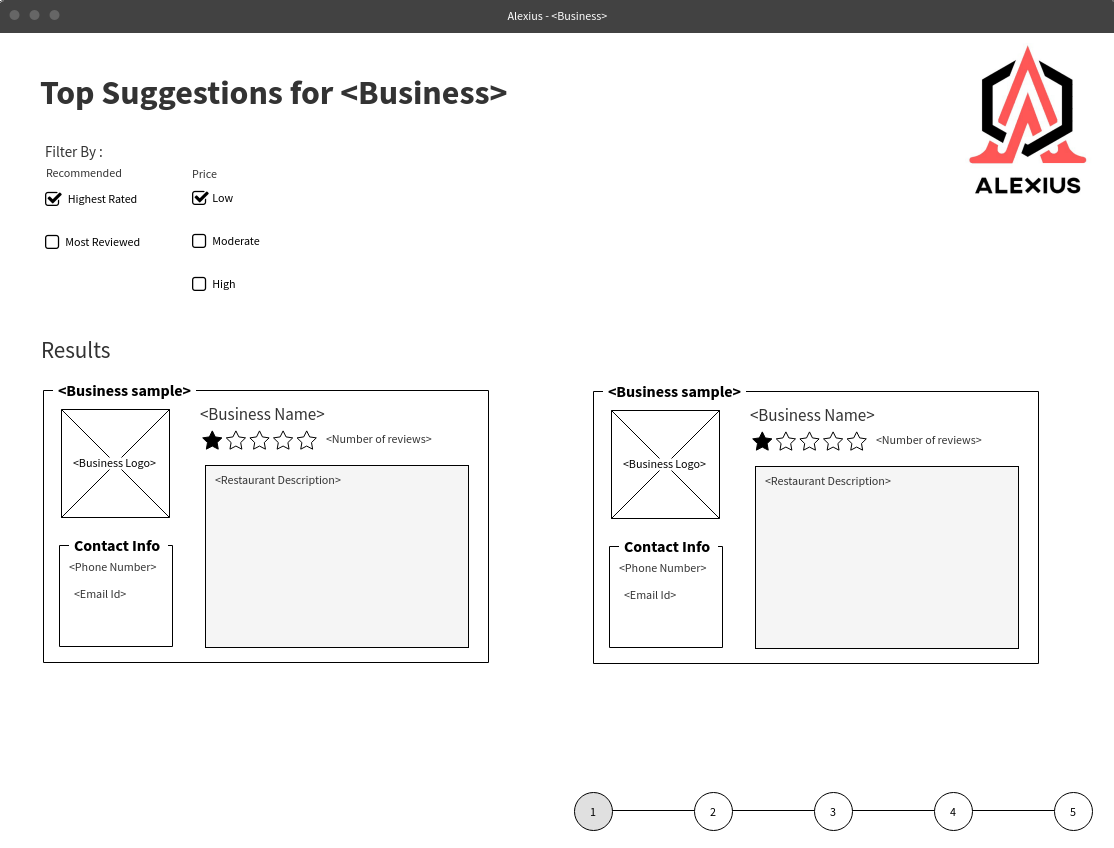 Alexius - <Business>
ALEXIUS
Top Suggestions for <Business>
Filter By :
Recommended
Price
Highest Rated
Low
Most Reviewed
Moderate
High
Results
<Business sample>
<Business Name>
<Number of reviews>
<Business Logo>
<Restaurant Description>
Contact Info
<Phone Number>
<Email Id>
<Business sample>
<Business Name>
<Number of reviews>
<Business Logo>
<Restaurant Description>
Contact Info
<Phone Number>
<Email Id>
1
2
3
4
5